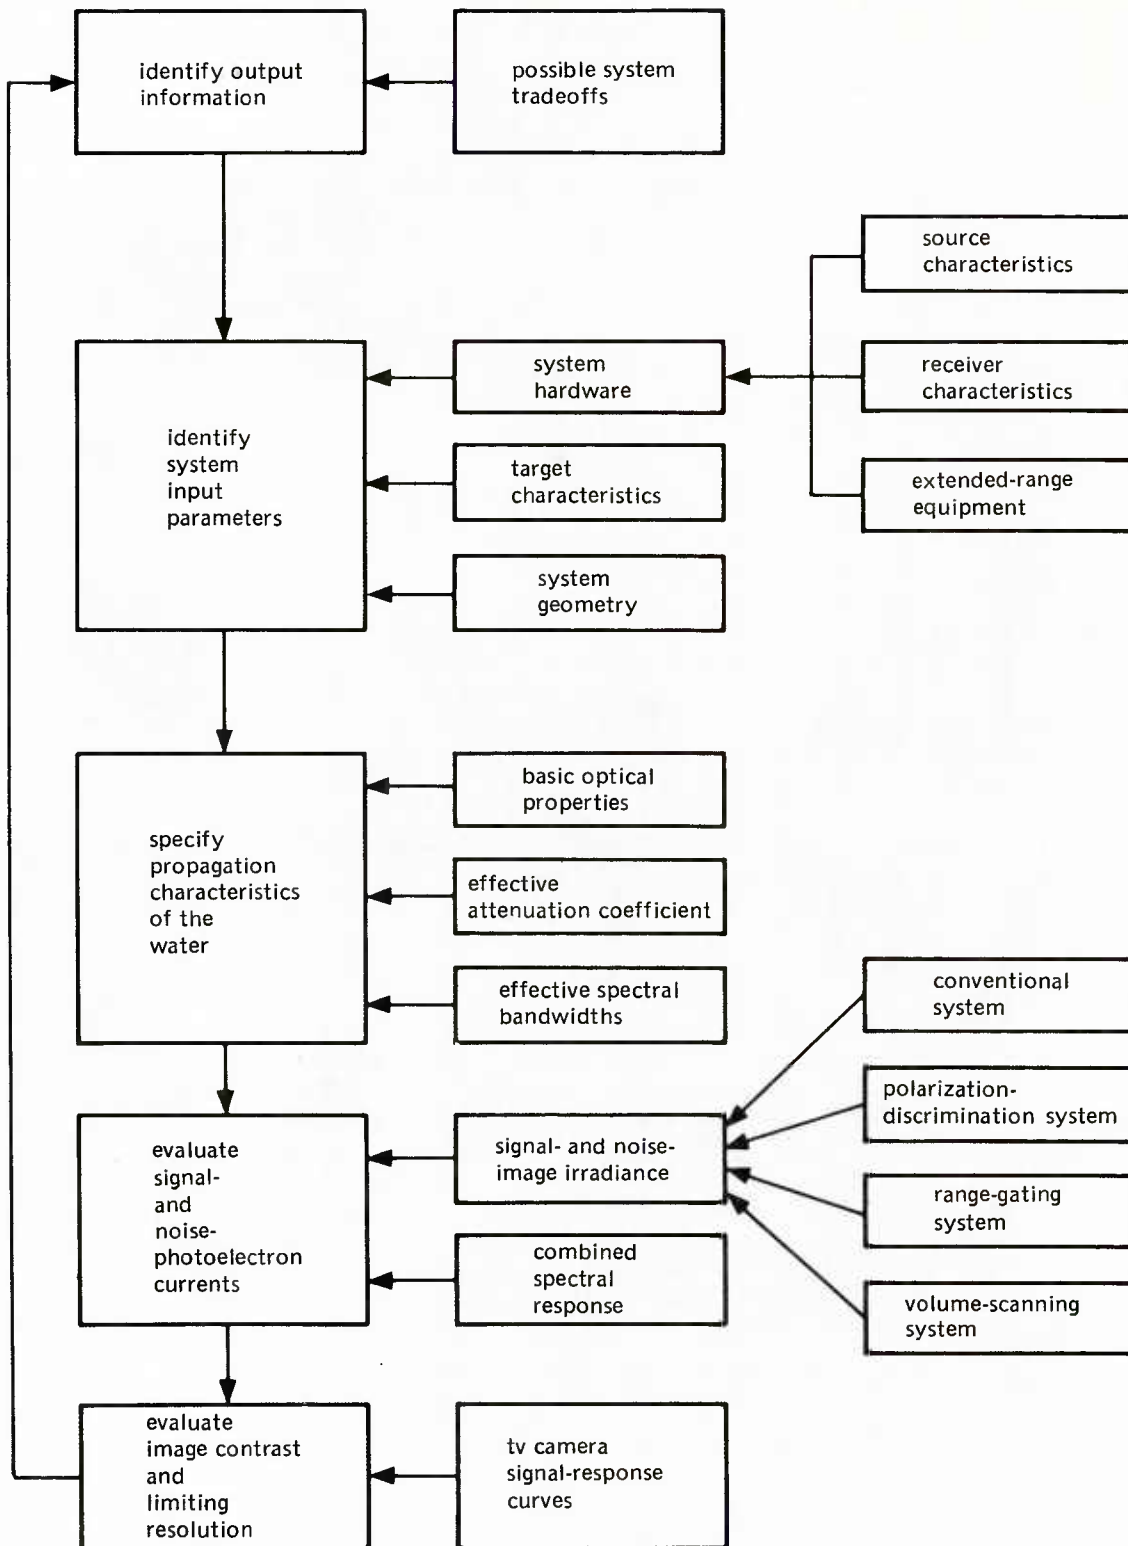 identify output
information
possible system
tradeoffs
source
characteristics
identify
system
input
parameters
system
hardware
receiver
characteristics
target
characteristics
extended-range
equipment
system
geometry
specify
propagation
characteristics
of the
water
basic optical
properties
effective
attenuation coefficient
effective spectral
bandwidths
conventional
system
evaluate
signal-
and
noise-
photoelectron
currents
signal- and noise-
image irradiance
polarization-
discrimination system
range-gating
system
combined
spectral
response
volume-scanning
system
evaluate
image contrast
and
limiting
resolution
tv camera
signal-response
curves